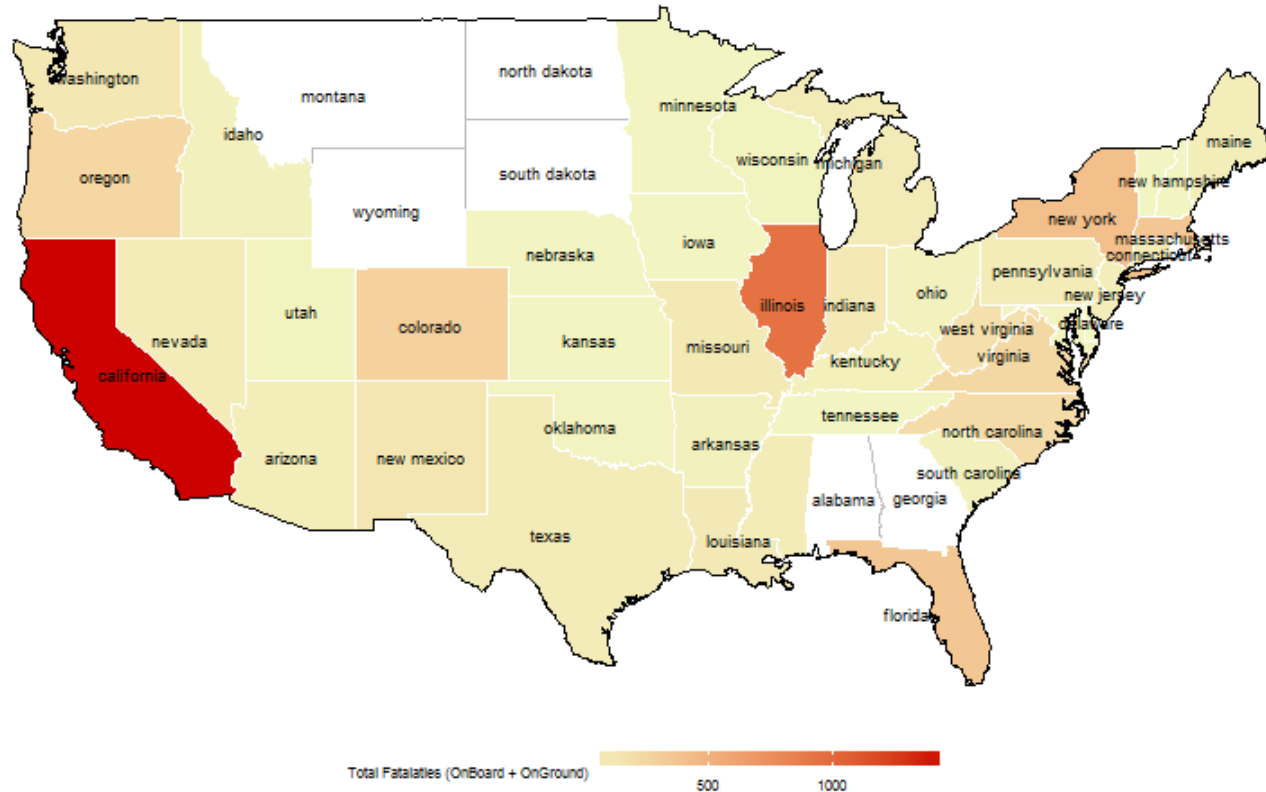 washington
montana
north dakota
minnesota
idaho
oregon
south dakota
wisconsin
michigan
maine
wyoming
new hampshire
new york
massachusetts
connecticut
iowa
nebraska
pennsylvania
ohio
new jersey
nevada
utah
colorado
illinois
indiana
delaware
west virginia
virginia
kansas
missouri
kentucky
california
tennessee
north carolina
oklahoma
arkansas
arizona
new mexico
south carolina
alabama
georgia
texas
louisiana
florida
Total Fatalaties (OnBoard + OnGround)
500
1000